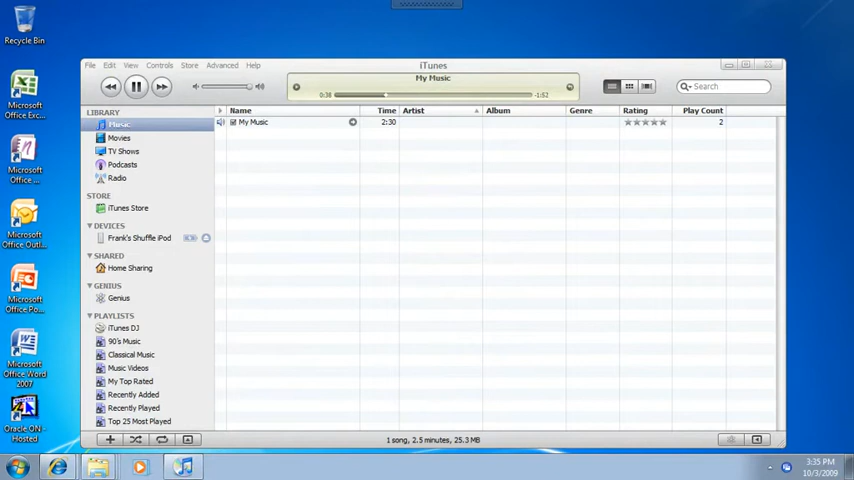 Recycle Bin
Microsoft
Office Exc...
Microsoft
Office ...
Microsoft
Office Outl...
Microsoft
Office Po...
Microsoft
Office Word
2007
Oracle ON -
Hosted
iTunes
File Edit View Controls Store Advanced Help
My Music
0:38 -1:52
Search
LIBRARY
Music
Movies
TV Shows
Podcasts
Radio
STORE
iTunes Store
DEVICES
Frank's Shuffle iPod
SHARED
Home Sharing
GENIUS
Genius
PLAYLISTS
iTunes DJ
90's Music
Classical Music
Music Videos
My Top Rated
Recently Added
Recently Played
Top 25 Most Played
Name Time Artist Album Genre Rating Play Count
My Music 2:30 2
1 song, 2.5 minutes, 25.3 MB
3:35 PM
10/3/2009